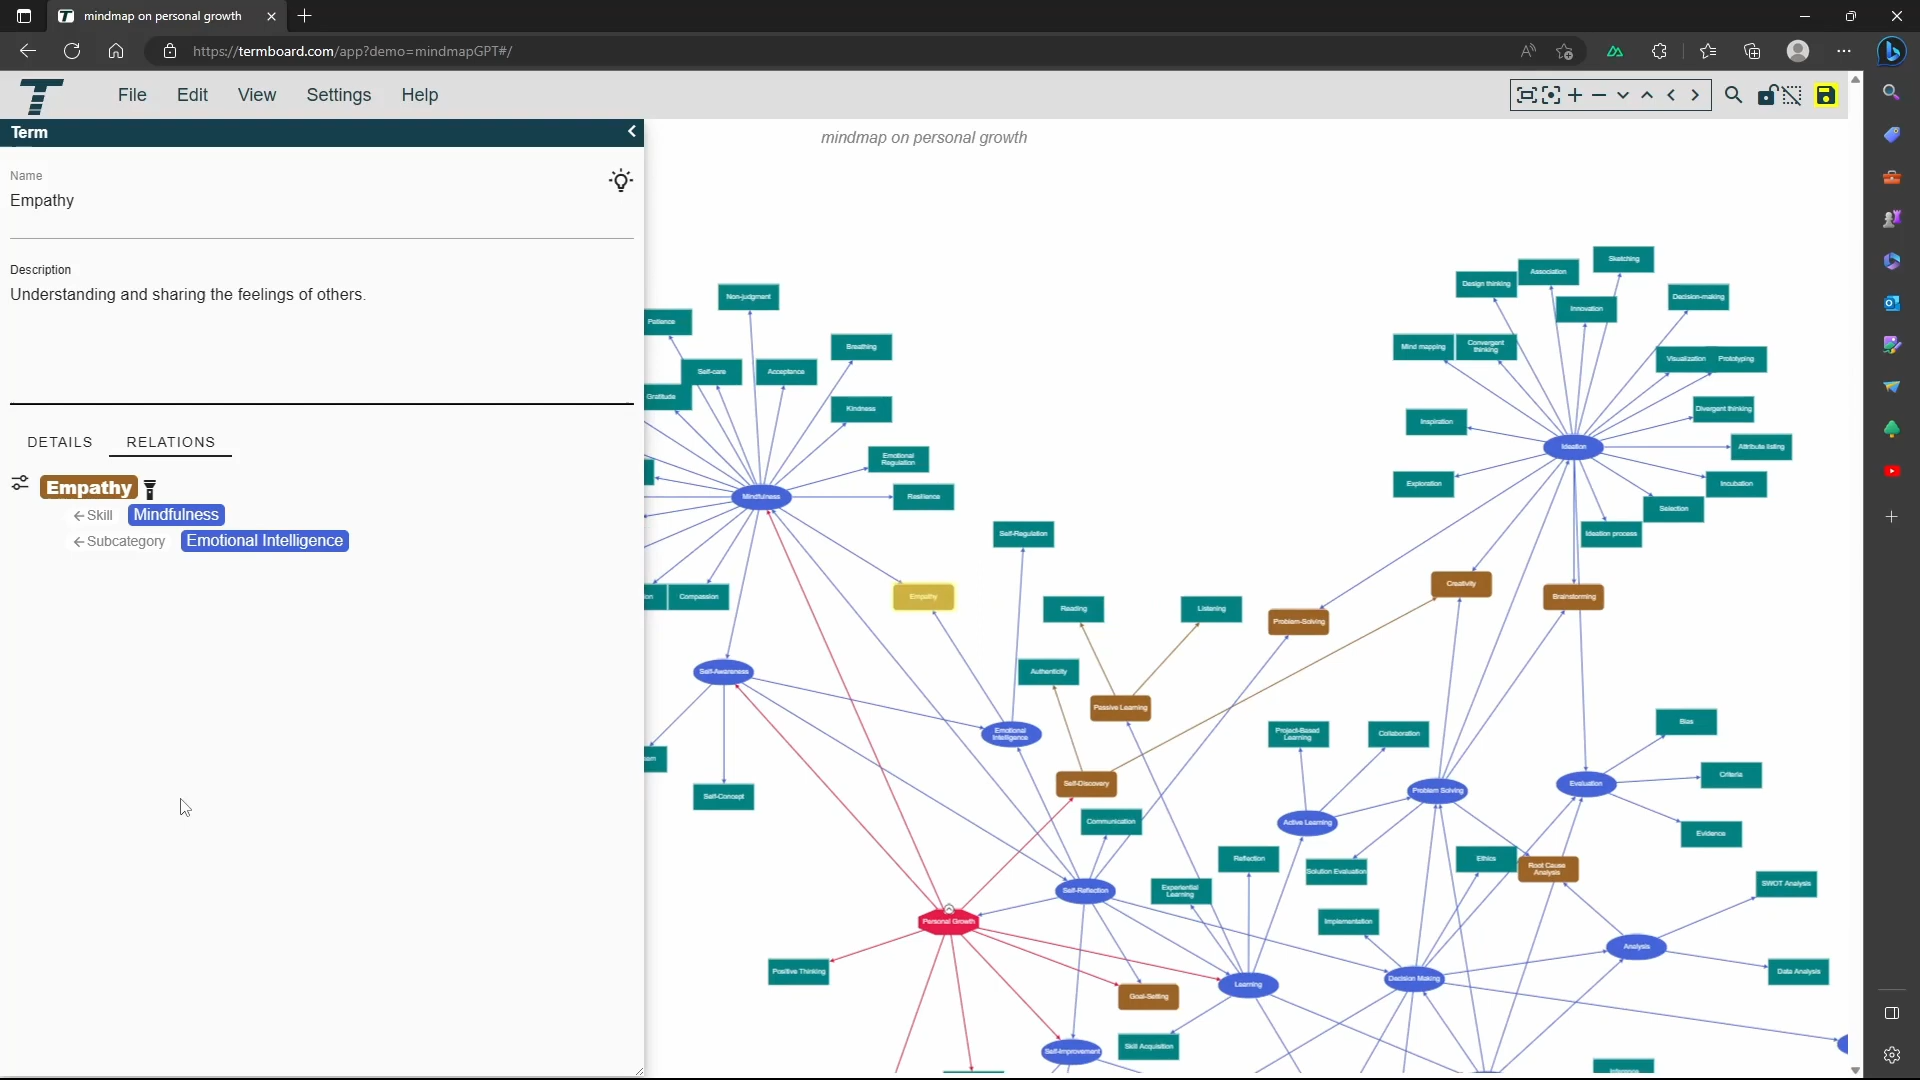 mindmap on personal growth
https://termboard.com/app?demo=mindmapGPT#/
File Edit View Settings Help
Term
Name
Empathy
Description
Understanding and sharing the feelings of others.
DETAILS RELATIONS
Empathy
←Skill Mindfulness
←Subcategory Emotional Intelligence
mindmap on personal growth
Non-judgment
Patience
Breathing
Self-care
Acceptance
Gratitude
Kindness
Emotional
Regulation
Mindfulness
Resilience
Compassion
Empathy
Self-Regulation
Reading
Listening
Self-Awareness
Authenticity
Passive Learning
Emotional
Intelligence
Self-Concept
Self-Discovery
Communication
Self-Reflection
Personal Growth
Positive Thinking
Goal-Setting
Self-Improvement
Skill Acquisition
Learning
Experiential
Learning
Reflection
Sketching
Association
Design thinking
Decision-making
Innovation
Mind mapping
Convergent
thinking
Visualization
Prototyping
Divergent thinking
Inspiration
Ideation
Attribute listing
Exploration
Incubation
Selection
Ideation process
Creativity
Brainstorming
Problem-Solving
Project-Based
Learning
Collaboration
Bias
Criteria
Evaluation
Problem Solving
Active Learning
Evidence
Solution Evaluation
Ethics
Root Cause
Analysis
SWOT Analysis
Implementation
Analysis
Data Analysis
Decision Making
Inference